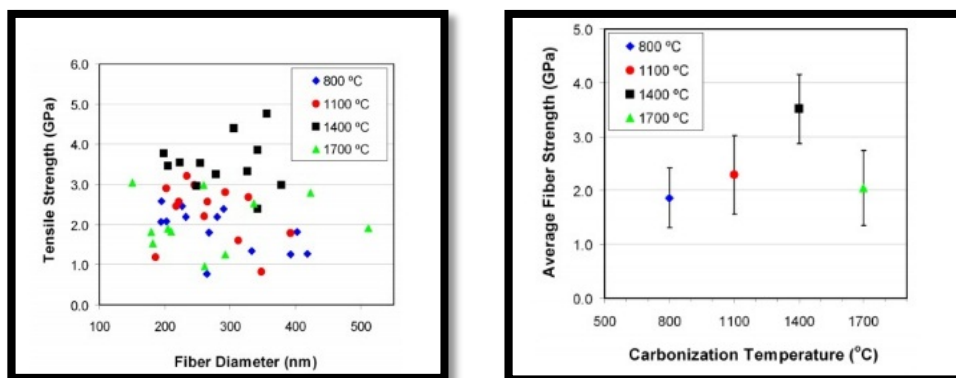 6.0
5.0
4.0
3.0
2.0
1.0
0.0
Tensile Strength (GPa)
800 ºC
1100 ºC
1400 ºC
1700 ºC
100 200 300 400 500
Fiber Diameter (nm)
5.0
4.0
3.0
2.0
1.0
0.0
Average Fiber Strength (GPa)
800 ºC
1100 ºC
1400 ºC
1700 ºC
500 800 1100 1400 1700
Carbonization Temperature (°C)